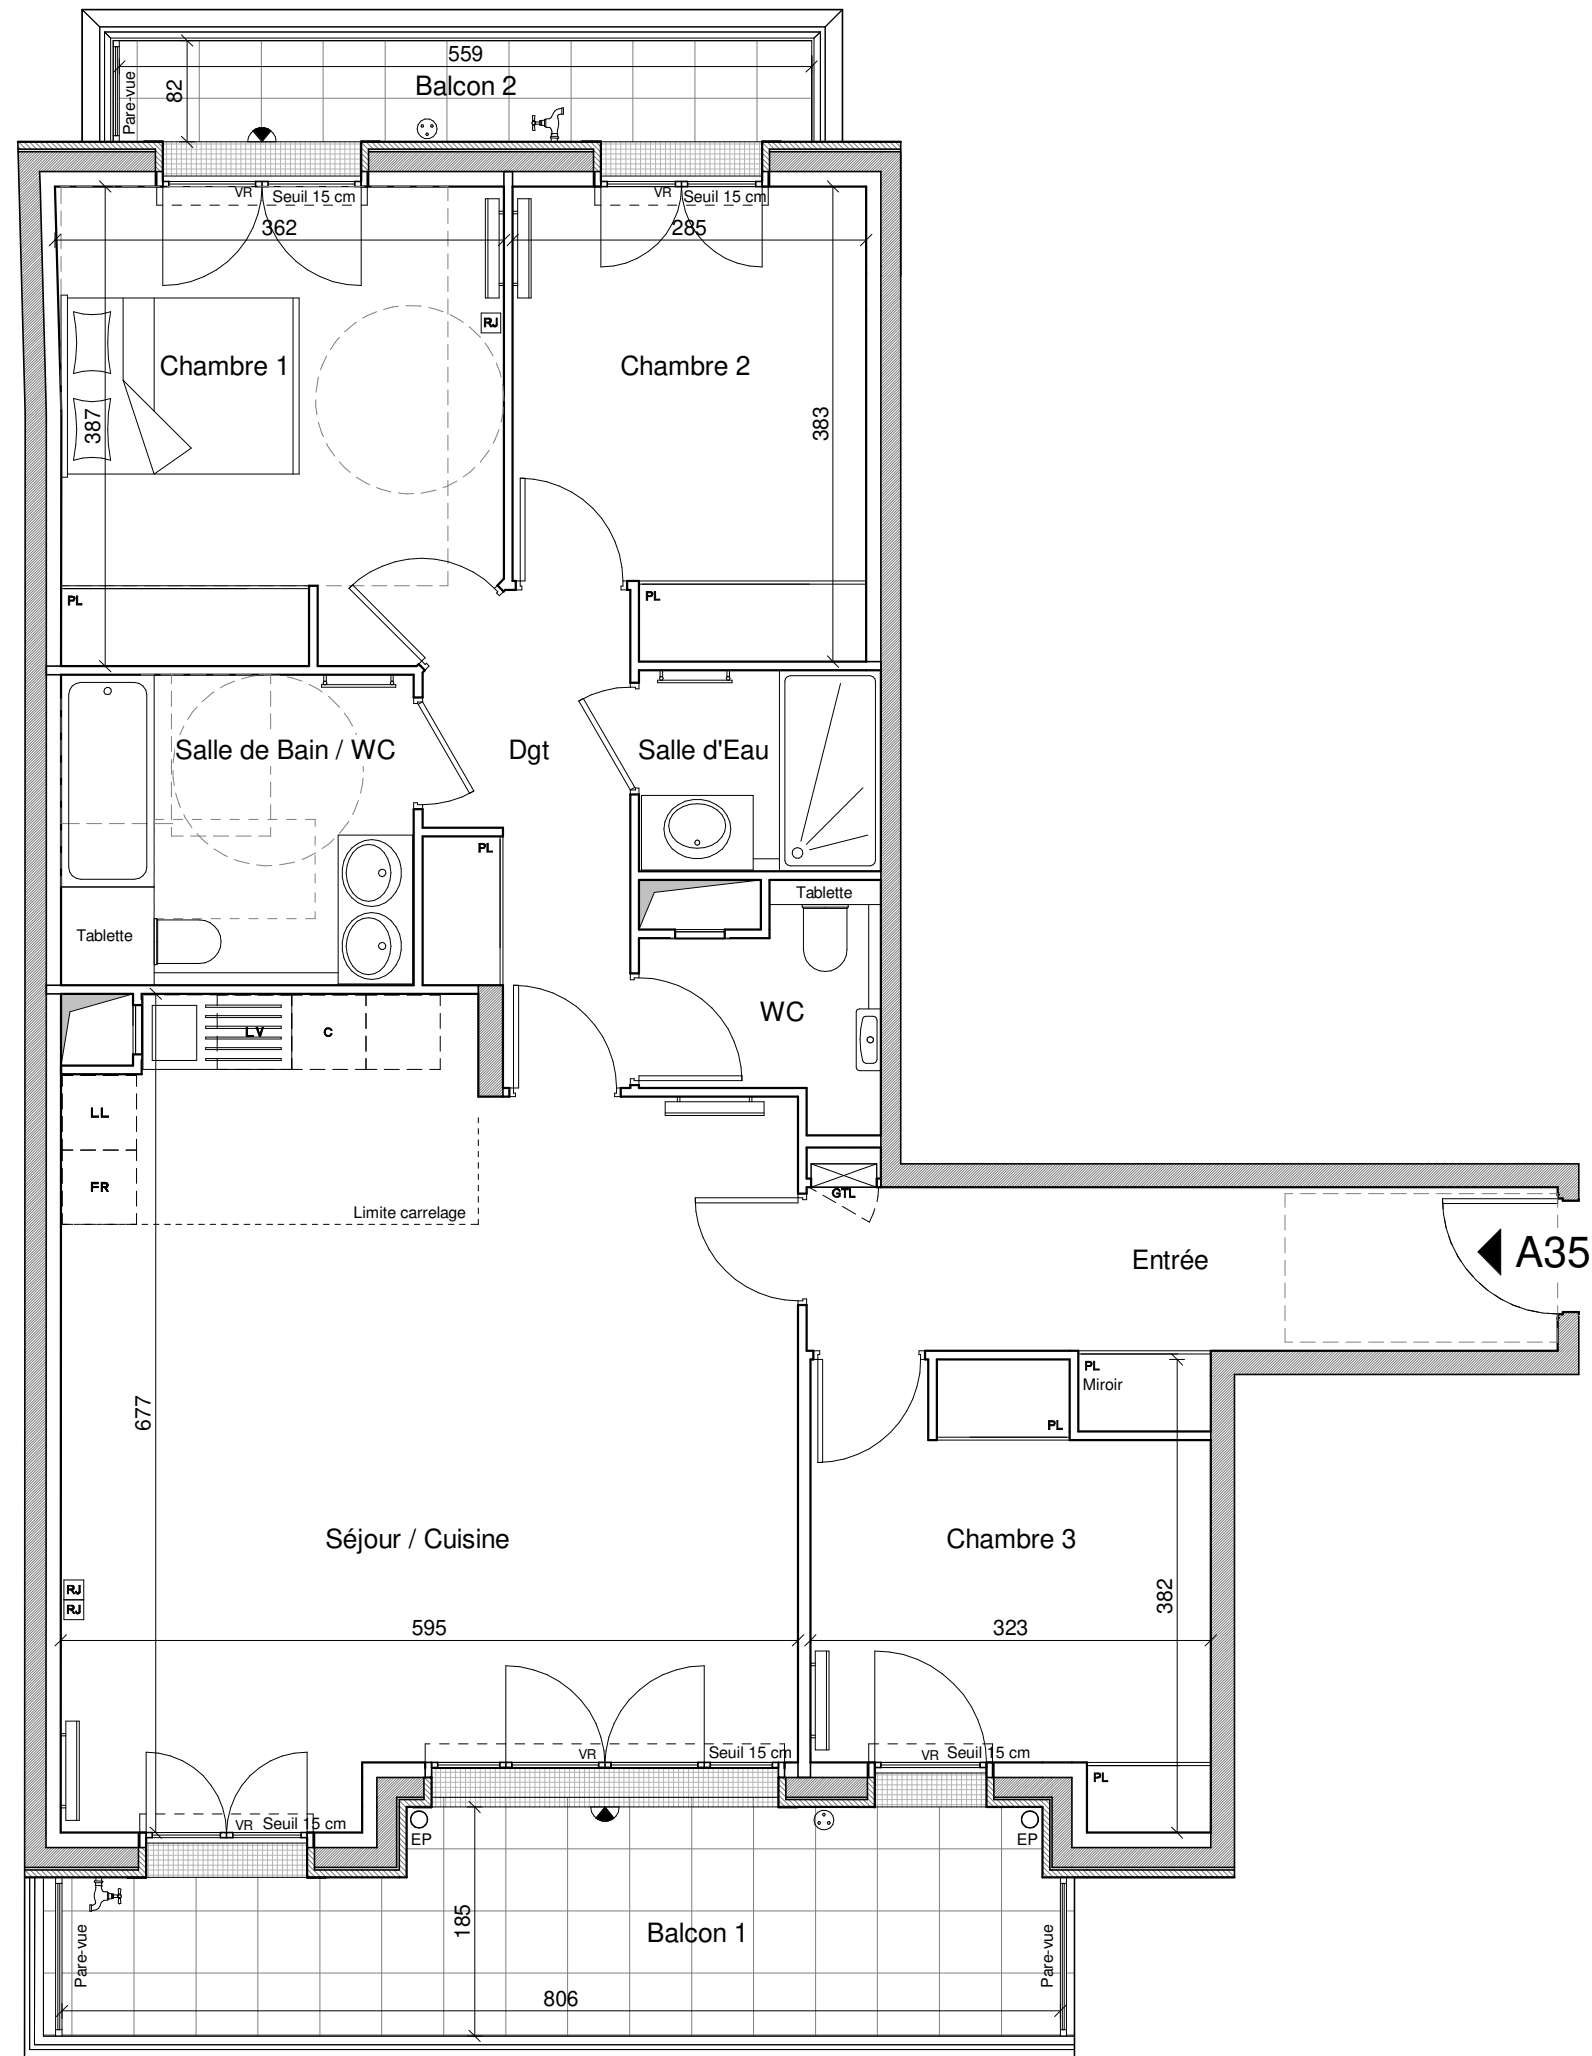 559
82
Pare-vue
Balcon 2
VR
Seuil 15 cm
VR
Seuil 15 cm
362
285
RJ
Chambre 1
Chambre 2
387
383
PL
PL
Salle de Bain / WC
Dgt
Salle d'Eau
PL
Tablette
Tablette
WC
LV
C
LL
FR
Limite carrelage
GTL
Entrée
A35
PL
Miroir
PL
677
Séjour / Cuisine
Chambre 3
RJ
RJ
382
595
323
VR
Seuil 15 cm
VR
Seuil 15 cm
PL
VR
Seuil 15 cm
EP
EP
185
Balcon 1
Pare-vue
Pare-vue
806